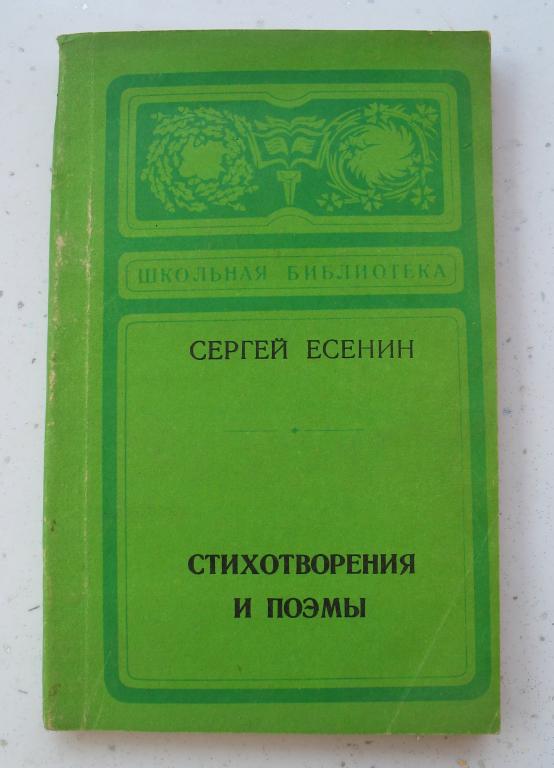 ШКОЛЬНАЯ БИБЛИОТЕКА
СЕРГЕЙ ЕСЕНИН
СТИХОТВОРЕНИЯ
И ПОЭМЫ